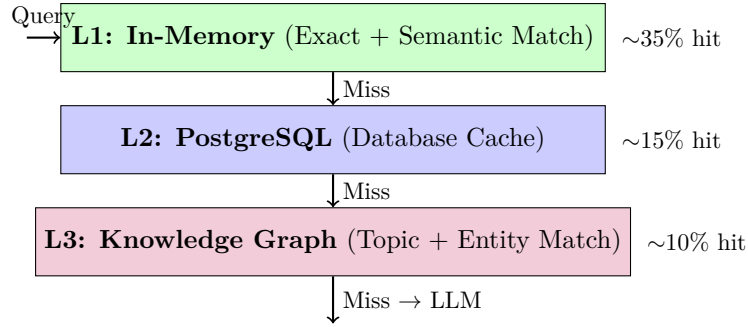 Query
L1: In-Memory (Exact + Semantic Match) ∼35% hit
Miss
L2: PostgreSQL (Database Cache) ∼15% hit
Miss
L3: Knowledge Graph (Topic + Entity Match) ∼10% hit
Miss → LLM